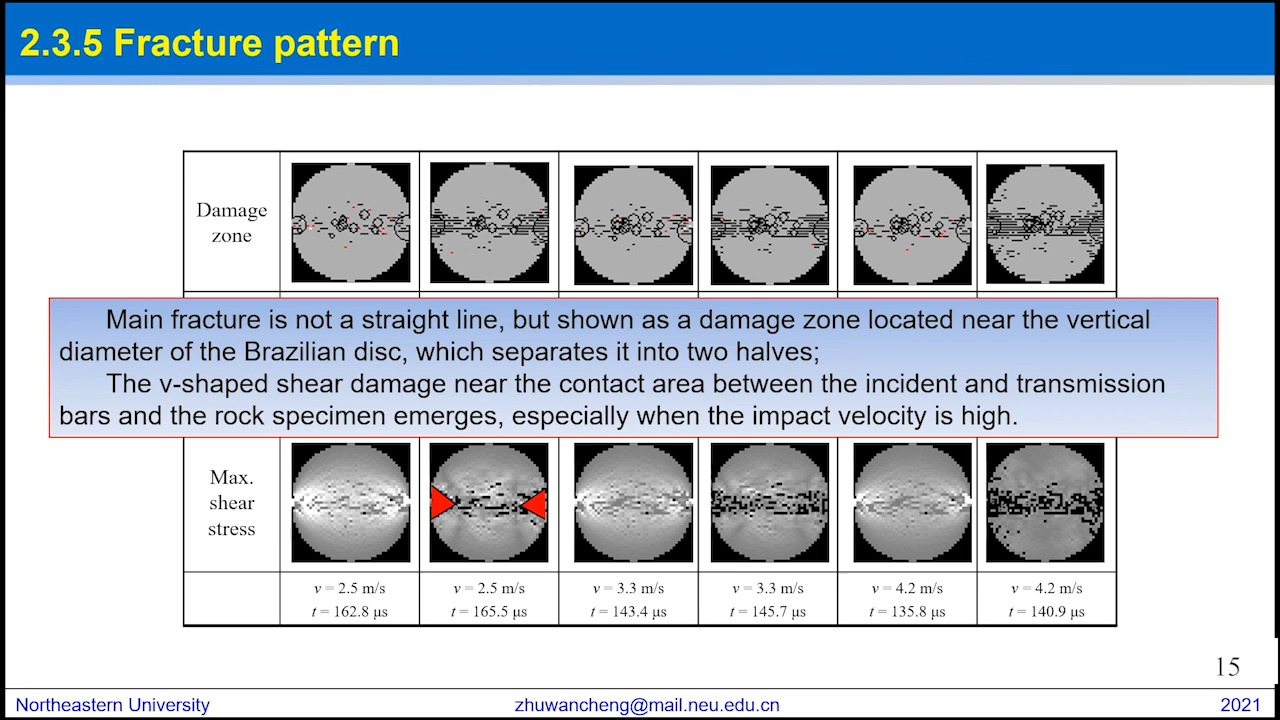 2.3.5 Fracture pattern
Damage
zone
Main fracture is not a straight line, but shown as a damage zone located near the vertical
diameter of the Brazilian disc, which separates it into two halves;
The v-shaped shear damage near the contact area between the incident and transmission
bars and the rock specimen emerges, especially when the impact velocity is high.
Max.
shear
stress
v = 2.5 m/s v = 2.5 m/s v = 3.3 m/s v = 3.3 m/s v = 4.2 m/s v = 4.2 m/s
t = 162.8 μs t = 165.5 μs t = 143.4 μs t = 145.7 μs t = 135.8 μs t = 140.9 μs
15
Northeastern University zhuwancheng@mail.neu.edu.cn 2021